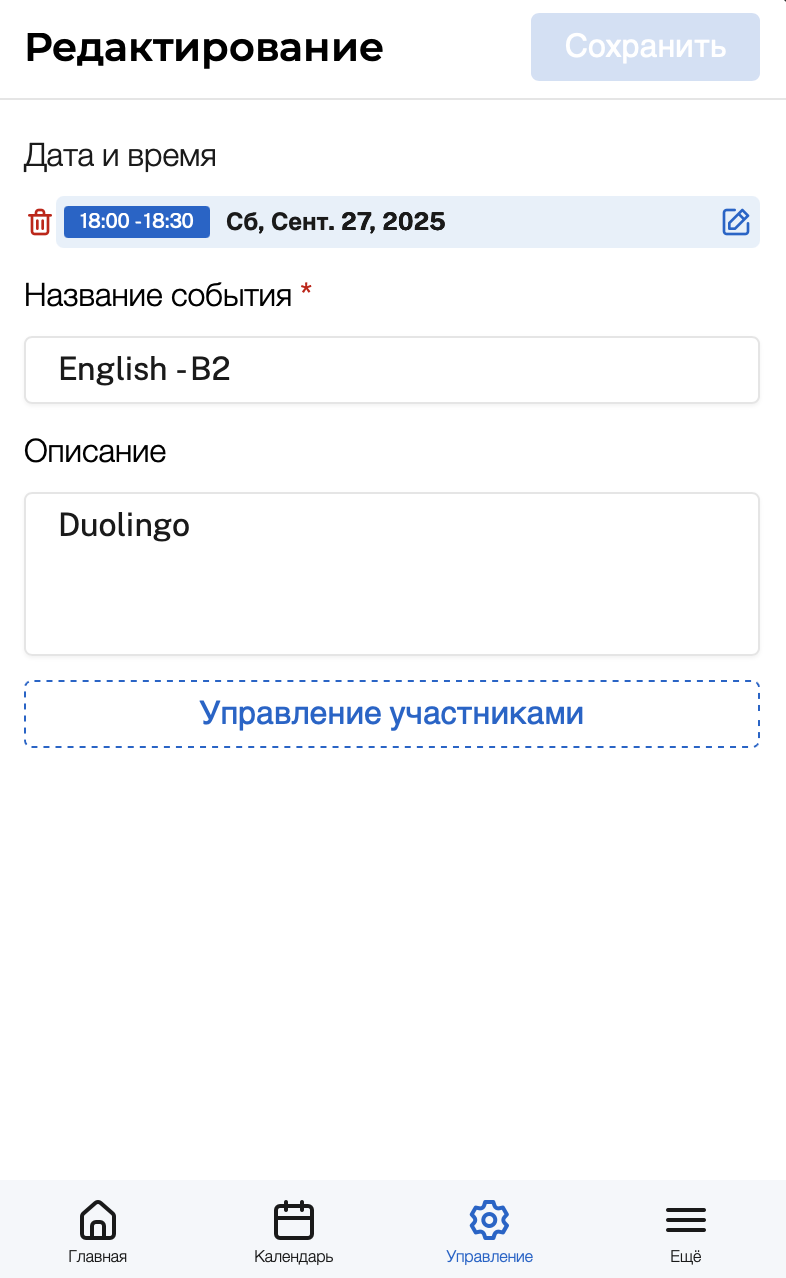 Редактирование
Сохранить
Дата и время
18:00 - 18:30 Сб, Сент. 27, 2025
Название события *
English - B2
Описание
Duolingo
Управление участниками
Главная Календарь Управление Ещё